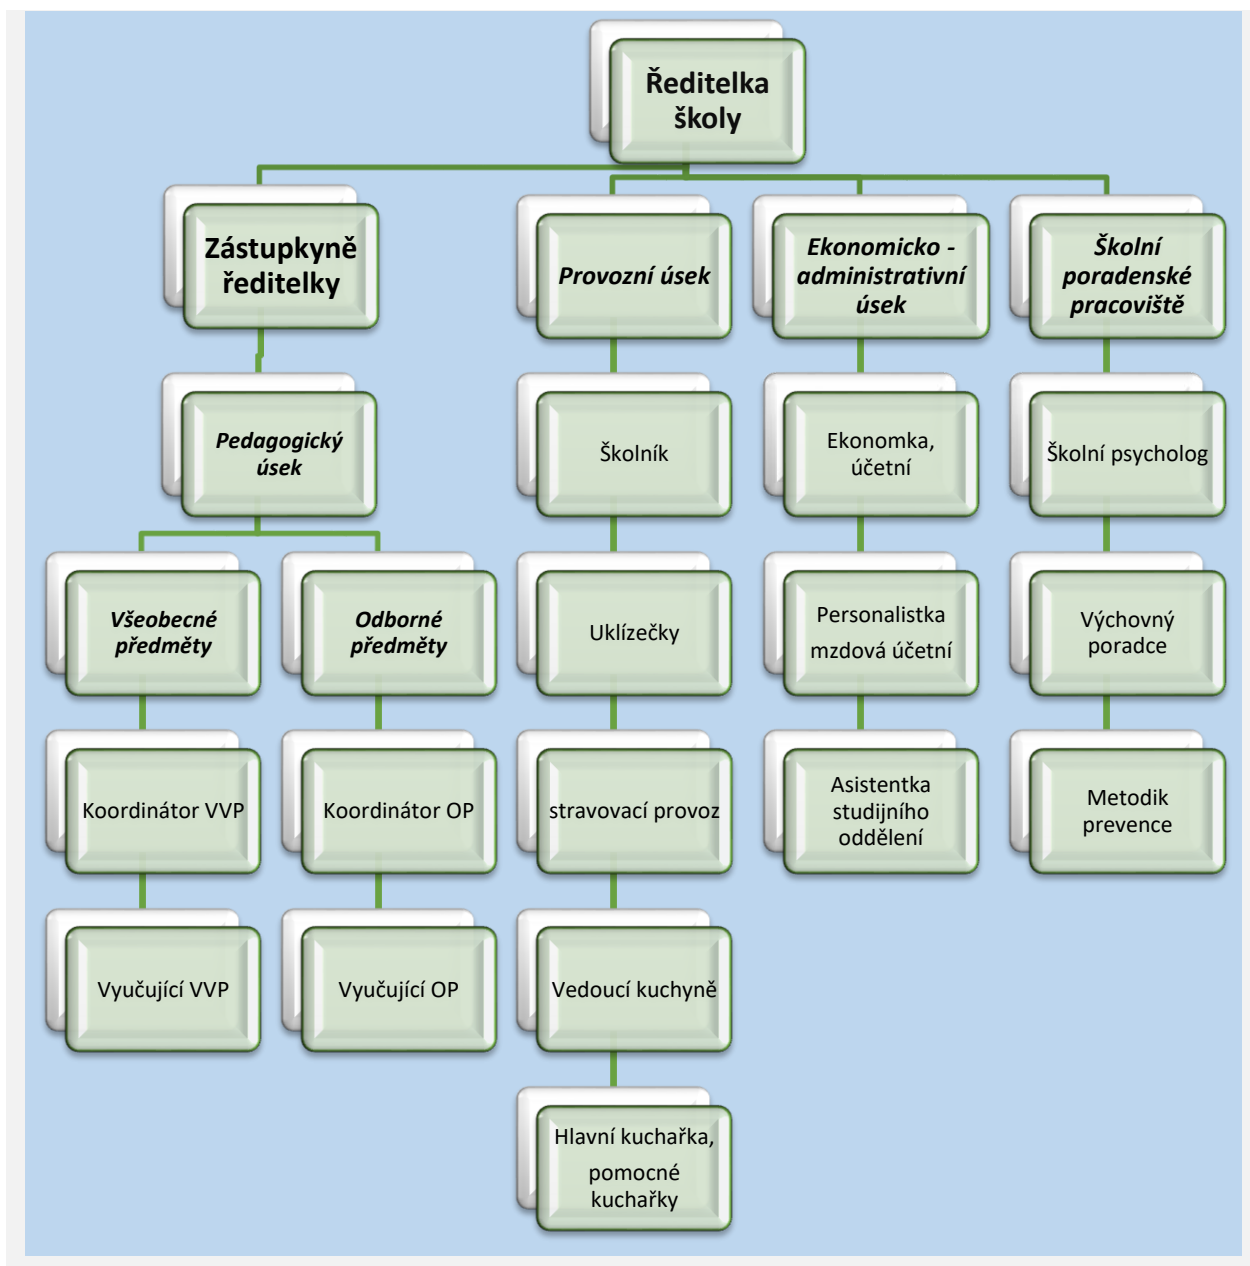 Ředitelka
školy
Zástupkyně
ředitelky
Provozní úsek
Ekonomicko -
administrativní
úsek
Školní
poradenské
pracoviště
Pedagogický
úsek
Školník
Ekonomka,
účetní
Školní psycholog
Všeobecné
předměty
Odborné
předměty
Uklízečky
Personalistka
mzdová účetní
Výchovný
poradce
Koordinátor VVP
Koordinátor OP
stravovací provoz
Asistentka
studijního
oddělení
Metodik
prevence
Vyučující VVP
Vyučující OP
Vedoucí kuchyně
Hlavní kuchařka,
pomocné
kuchařky